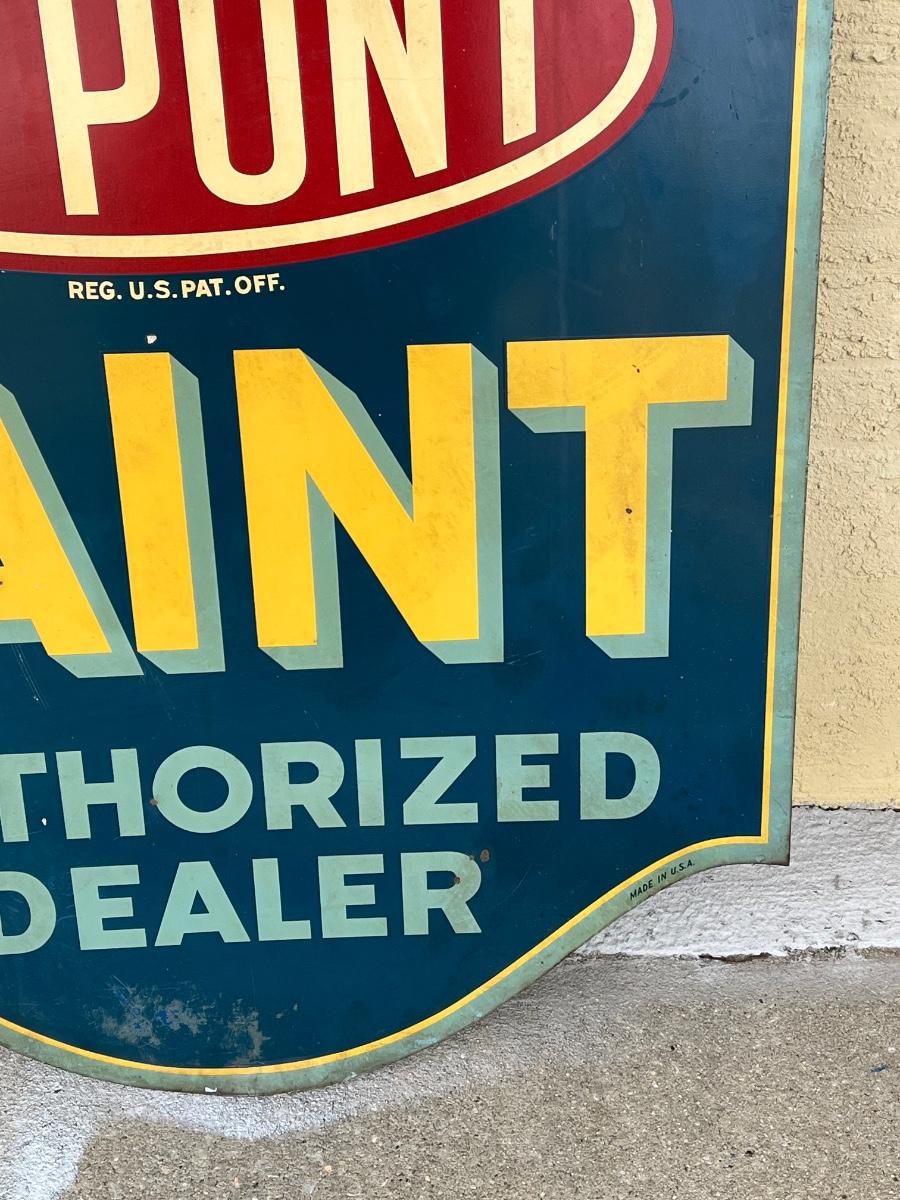 PONT
REG. U.S. PAT. OFF.
AINT
THORIZED
DEALER
MADE IN U.S.A.